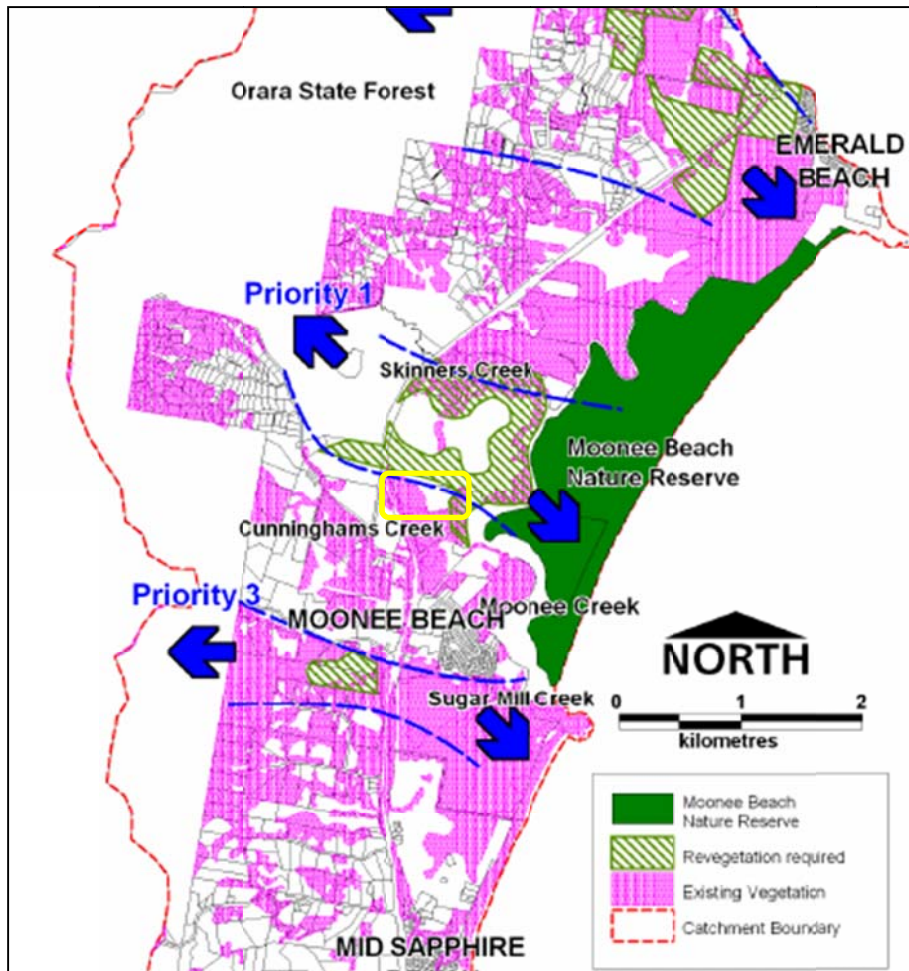 Orara State Forest
EMERALD
BEACH
Priority 1
Skinners Creek
Moonee Beach
Nature Reserve
Cunninghams Creek
Priority 3
MOONEE BEACH
Moonee Creek
NORTH
Sugar Mill Creek
0 1 2
kilometres
MID SAPPHIRE
Moonee Beach
Nature Reserve
Revegetation required
Existing Vegetation
Catchment Boundary